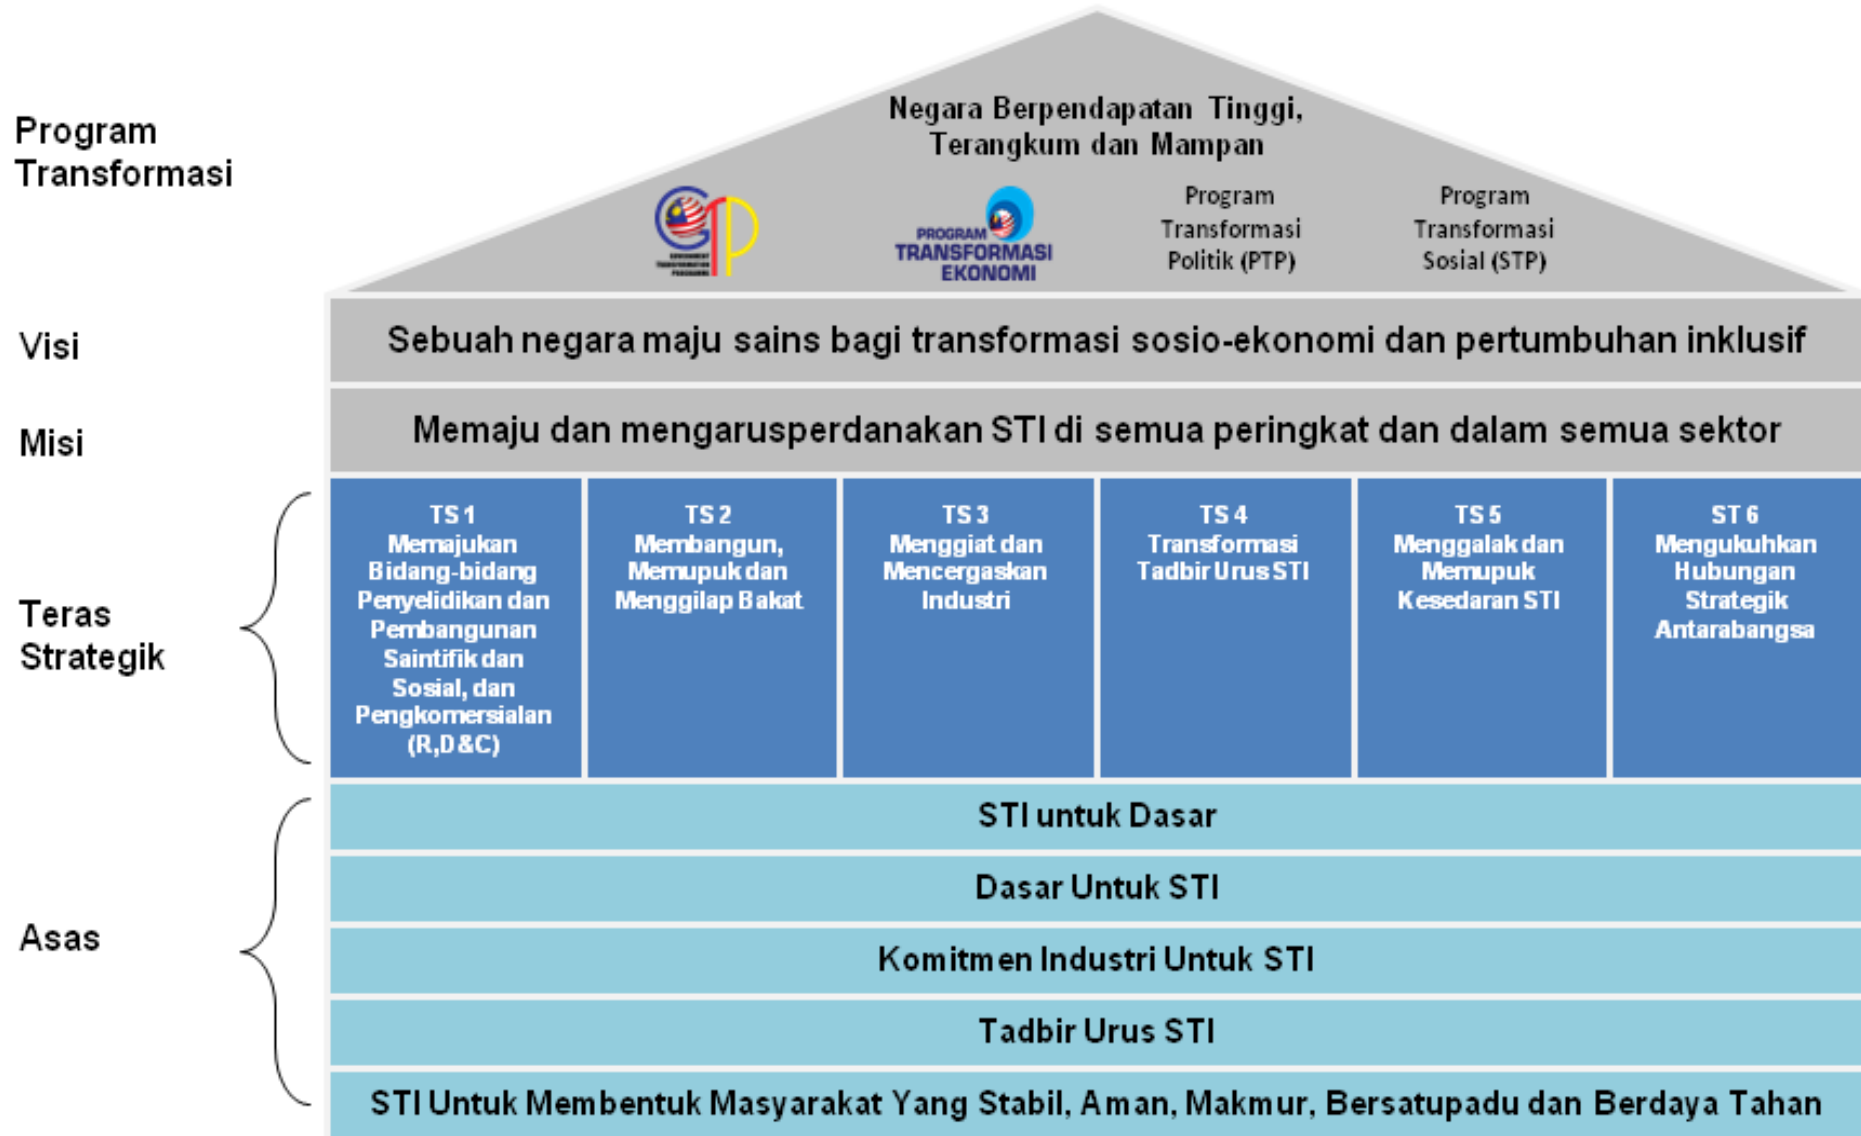 Program
Transformasi
Negara Berpendapatan Tinggi,
Terangkum dan Mampan
GTP
GOVERNMENT
TRANSFORMATION
PROGRAMME
PROGRAM
TRANSFORMASI
EKONOMI
Program
Transformasi
Politik (PTP)
Program
Transformasi
Sosial (STP)
Visi
Sebuah negara maju sains bagi transformasi sosio-ekonomi dan pertumbuhan inklusif
Misi
Memaju dan mengarusperdanakan STI di semua peringkat dan dalam semua sektor
Teras
Strategik
TS 1
Memajukan
Bidang-bidang
Penyelidikan dan
Pembangunan
Saintifik dan
Sosial, dan
Pengkomersialan
(R,D&C)
TS 2
Membangun,
Memupuk dan
Menggilap Bakat
TS 3
Menggiat dan
Mencergaskan
Industri
TS 4
Transformasi
Tadbir Urus STI
TS 5
Menggalak dan
Memupuk
Kesedaran STI
ST 6
Mengukuhkan
Hubungan
Strategik
Antarabangsa
Asas
STI untuk Dasar
Dasar Untuk STI
Komitmen Industri Untuk STI
Tadbir Urus STI
STI Untuk Membentuk Masyarakat Yang Stabil, Aman, Makmur, Bersatupadu dan Berdaya Tahan